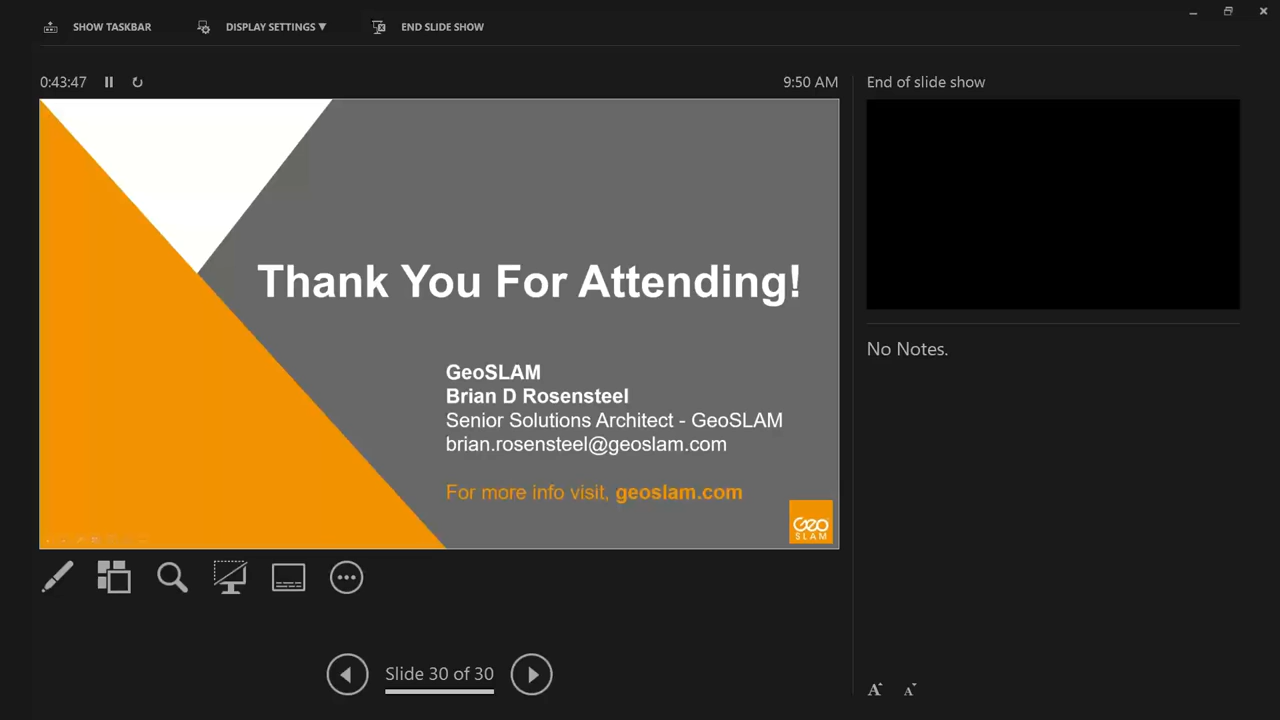 SHOW TASKBAR
DISPLAY SETTINGS ▼
END SLIDE SHOW
0:43:47
9:50 AM
End of slide show
Thank You For Attending!
GeoSLAM
Brian D Rosensteel
Senior Solutions Architect - GeoSLAM
brian.rosensteel@geoslam.com
For more info visit, geoslam.com
Geo
SLAM
No Notes.
Slide 30 of 30
A A